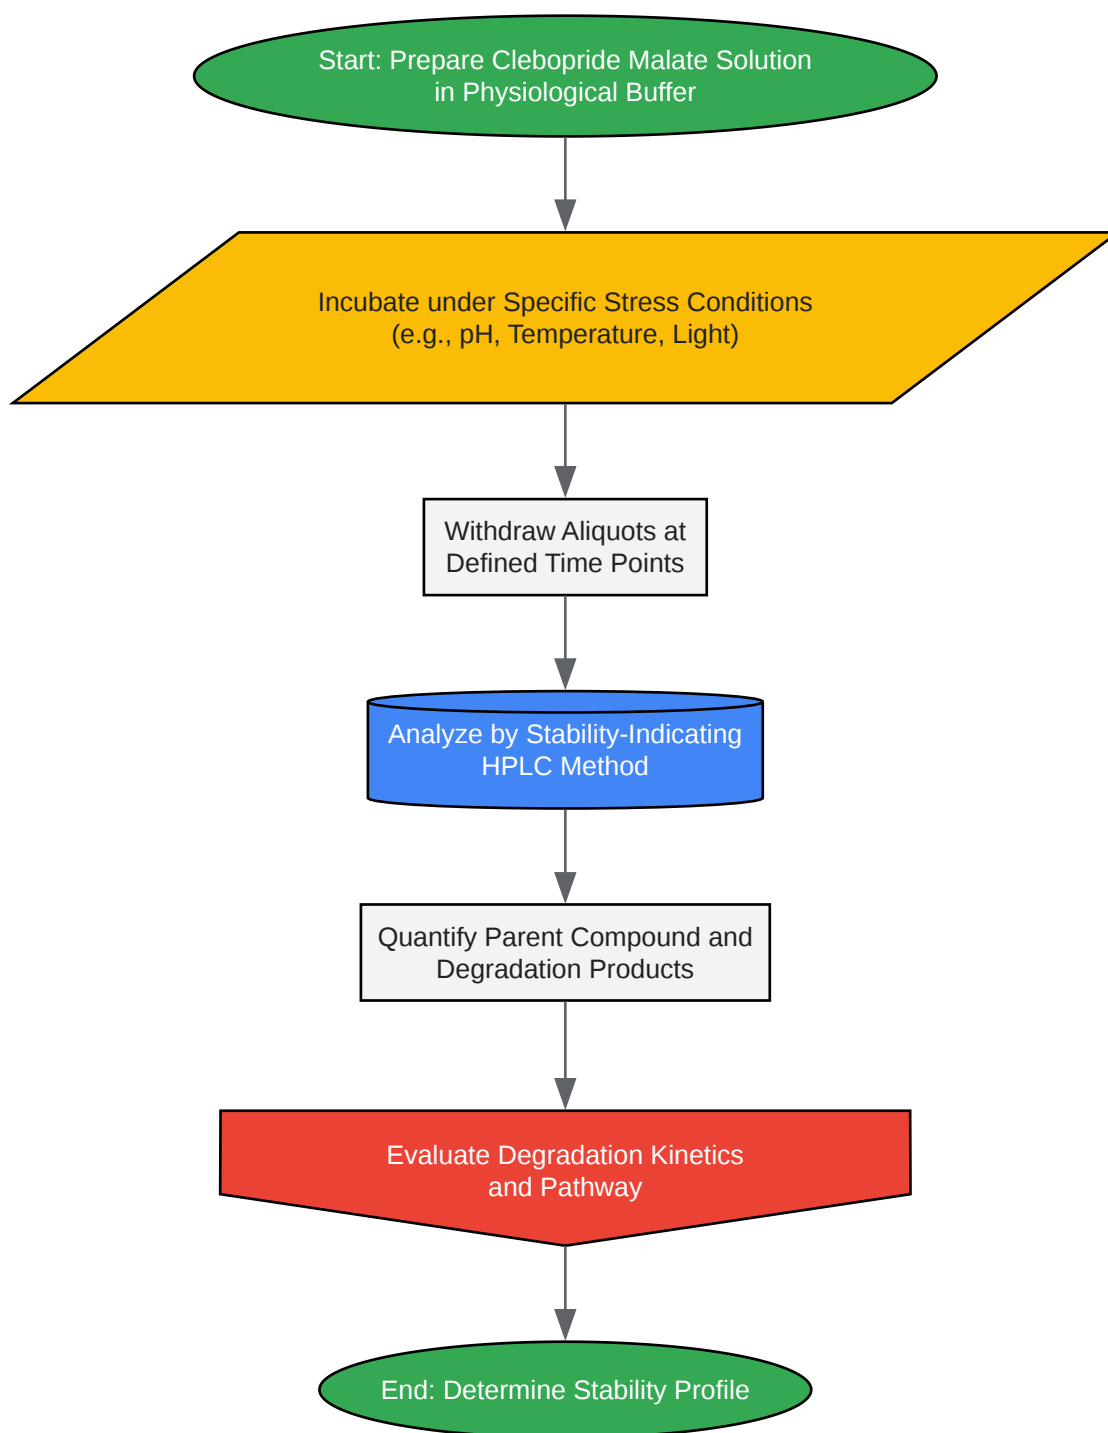 Start: Prepare Clebopride Malate Solution
in Physiological Buffer
Incubate under Specific Stress Conditions
(e.g., pH, Temperature, Light)
Withdraw Aliquots at
Defined Time Points
Analyze by Stability-Indicating
HPLC Method
Quantify Parent Compound and
Degradation Products
Evaluate Degradation Kinetics
and Pathway
End: Determine Stability Profile